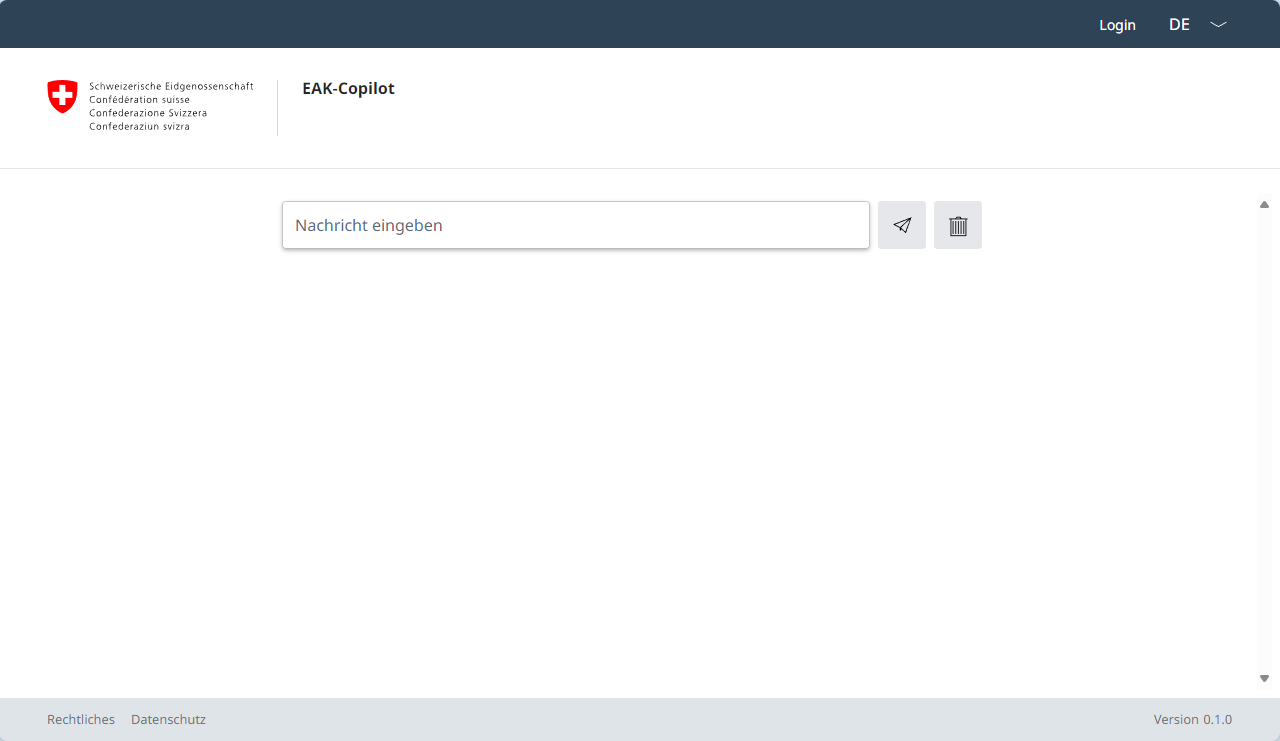 Login DE
Schweizerische Eidgenossenschaft
Confédération suisse
Confederazione Svizzera
Confederaziun svizra
EAK-Copilot
Nachricht eingeben
Rechtliches Datenschutz Version 0.1.0